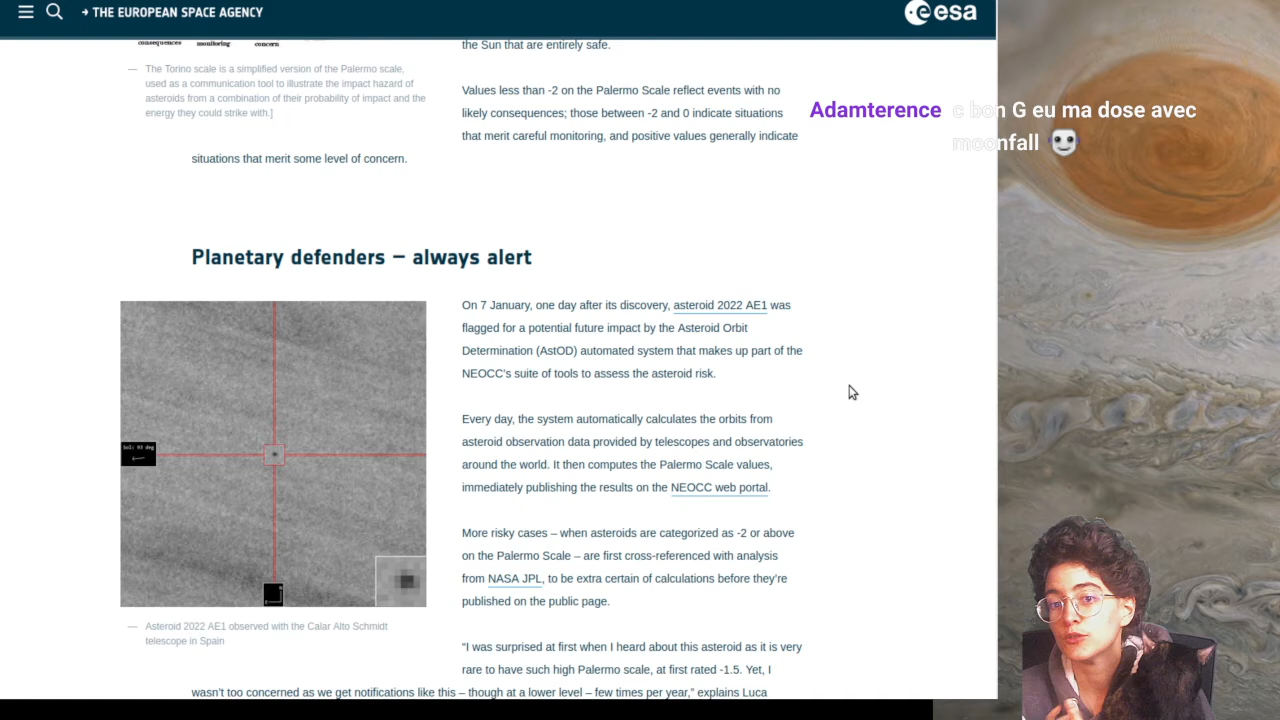 → THE EUROPEAN SPACE AGENCY
esa
consequences monitoring concern
the Sun that are entirely safe.
— The Torino scale is a simplified version of the Palermo scale,
used as a communication tool to illustrate the impact hazard of
asteroids from a combination of their probability of impact and the
energy they could strike with.]
Values less than -2 on the Palermo Scale reflect events with no
likely consequences; those between -2 and 0 indicate situations
that merit careful monitoring, and positive values generally indicate
situations that merit some level of concern.
Adamterence c bon G eu ma dose avec
moonfall
Planetary defenders – always alert
On 7 January, one day after its discovery, asteroid 2022 AE1 was
flagged for a potential future impact by the Asteroid Orbit
Determination (AstOD) automated system that makes up part of the
NEOCC's suite of tools to assess the asteroid risk.
Every day, the system automatically calculates the orbits from
asteroid observation data provided by telescopes and observatories
around the world. It then computes the Palermo Scale values,
immediately publishing the results on the NEOCC web portal.
More risky cases – when asteroids are categorized as -2 or above
on the Palermo Scale – are first cross-referenced with analysis
from NASA JPL, to be extra certain of calculations before they're
published on the public page.
Sol: 93 deg
— Asteroid 2022 AE1 observed with the Calar Alto Schmidt
telescope in Spain
“I was surprised at first when I heard about this asteroid as it is very
rare to have such high Palermo scale, at first rated -1.5. Yet, I
wasn't too concerned as we get notifications like this – though at a lower level – few times per year,” explains Luca